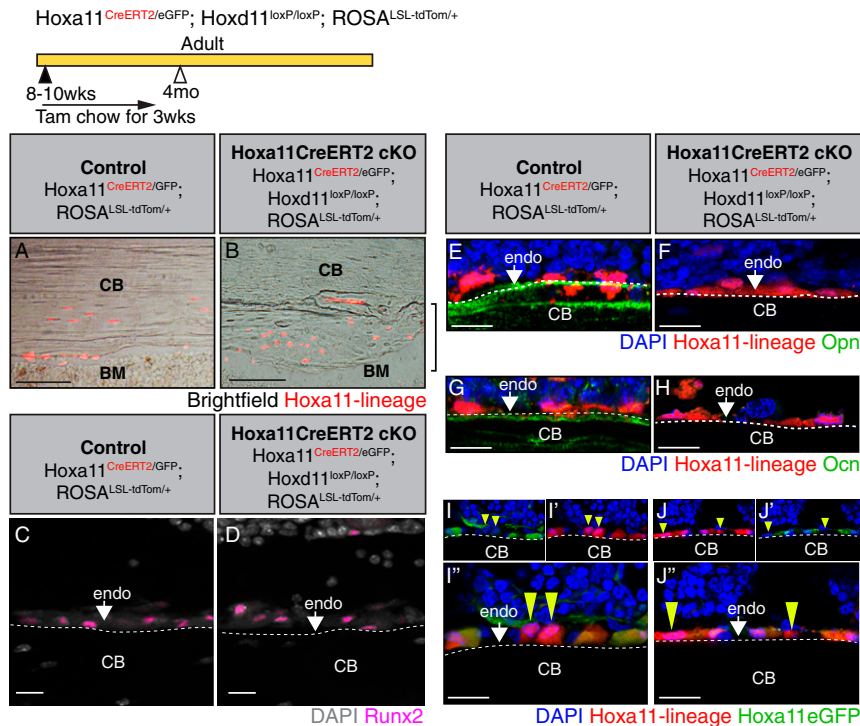 Hoxa11CreERT2/eGFP; Hoxd11loxP/loxP; ROSALSL-tdTom/+
Adult
8-10wks
4mo
Tam chow for 3wks
Control
Hoxa11CreERT2/GFP;
ROSALSL-tdTom/+
Hoxa11CreERT2 cKO
Hoxa11CreERT2/eGFP;
Hoxd11loxP/loxP;
ROSALSL-tdTom/+
A
CB
BM
B
CB
BM
Brightfield Hoxa11-lineage
Control
Hoxa11CreERT2/GFP;
ROSALSL-tdTom/+
Hoxa11CreERT2 cKO
Hoxa11CreERT2/eGFP;
Hoxd11loxP/loxP;
ROSALSL-tdTom/+
C
endo
CB
D
endo
CB
DAPI Runx2
Control
Hoxa11CreERT2/GFP;
ROSALSL-tdTom/+
Hoxa11CreERT2 cKO
Hoxa11CreERT2/eGFP;
Hoxd11loxP/loxP;
ROSALSL-tdTom/+
E
endo
CB
F
endo
CB
DAPI Hoxa11-lineage Opn
G
endo
CB
H
endo
CB
DAPI Hoxa11-lineage Ocn
I
CB
I'
CB
J
CB
J'
CB
I"
endo
CB
J"
endo
CB
DAPI Hoxa11-lineage Hoxa11eGFP